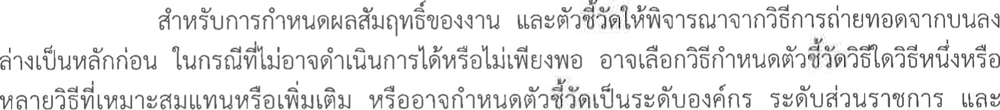 สำหรับการกำหนดผลสัมฤทธิ์ของงาน และตัวชี้วัดให้พิจารณาจากวิธีการถ่ายทอดจากบนลง
ล่างเป็นหลักก่อน ในกรณีที่ไม่อาจดำเนินการได้หรือไม่เพียงพอ อาจเลือกวิธีกำหนดตัวชี้วัดวิธีใดวิธีหนึ่งหรือ
หลายวิธีที่เหมาะสมแทนหรือเพิ่มเติม หรืออาจกำหนดตัวชี้วัดเป็นระดับองค์กร ระดับส่วนราชการ และ